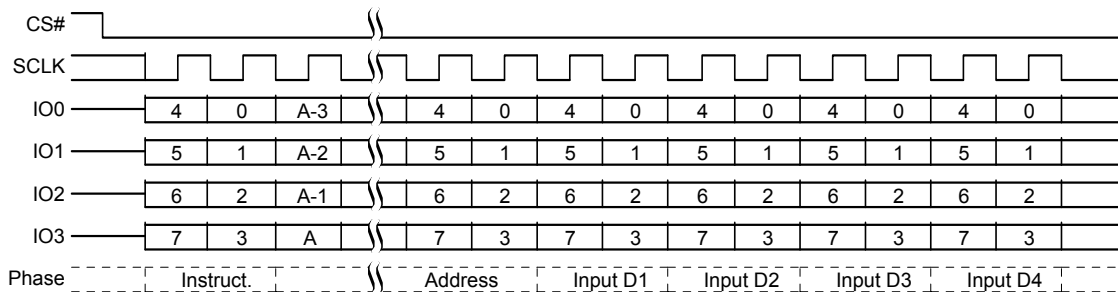 CS#
SCLK
IO0 4 0 A-3 4 0 4 0 4 0 4 0 4 0
IO1 5 1 A-2 5 1 5 1 5 1 5 1 5 1
IO2 6 2 A-1 6 2 6 2 6 2 6 2 6 2
IO3 7 3 A 7 3 7 3 7 3 7 3 7 3
Phase Instruct. Address Input D1 Input D2 Input D3 Input D4